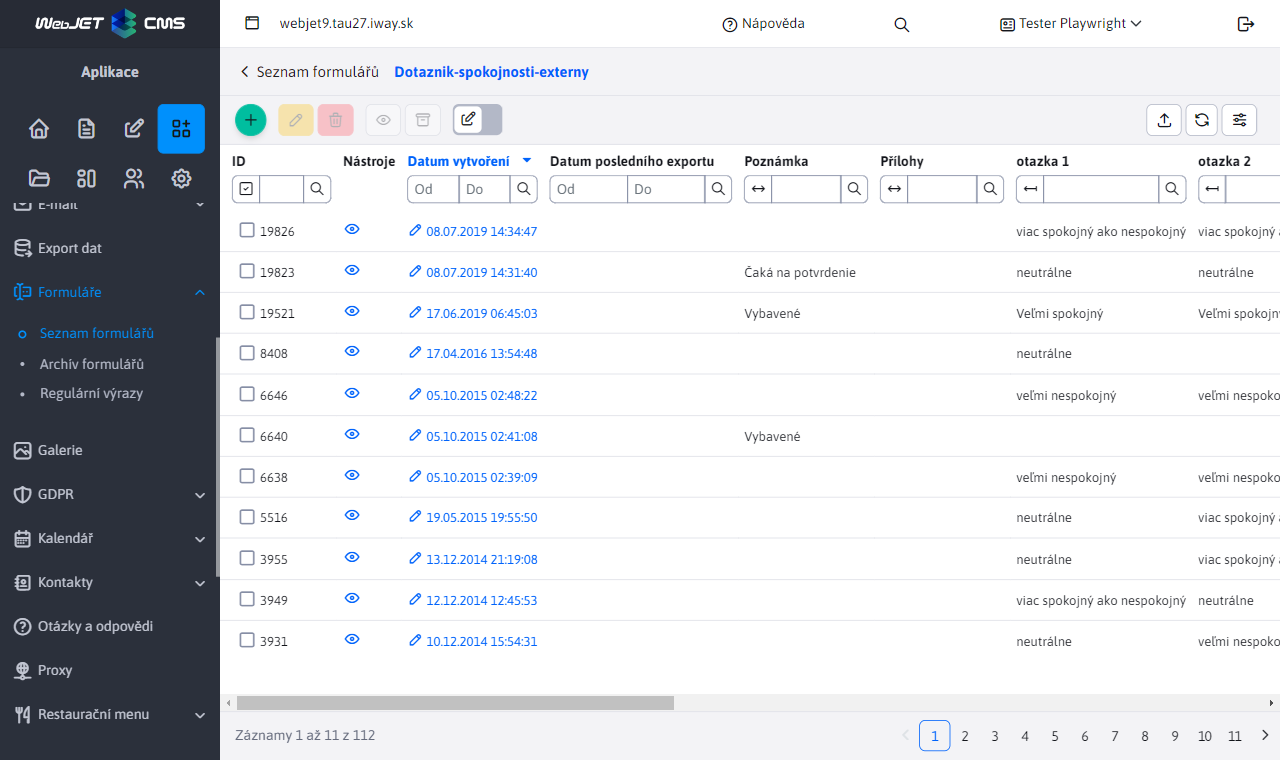 WebJET CMS
webjet9.tau27.iway.sk
Nápověda
Tester Playwright
Aplikace
Seznam formulářů
Dotaznik-spokojnosti-externy
E-mail
Export dat
Formuláře
Seznam formulářů
Archiv formulářů
Regulární výrazy
Galerie
GDPR
Kalendář
Kontakty
Otázky a odpovědi
Proxy
Restaurační menu
ID Nástroje Datum vytvoření Datum posledního exportu Poznámka Přílohy otazka 1 otazka 2
Od Do Od Do
19826 08.07.2019 14:34:47 viac spokojný ako nespokojný viac spokojný
19823 08.07.2019 14:31:40 Čaká na potvrdenie neutrálne neutrálne
19521 17.06.2019 06:45:03 Vybavené Veľmi spokojný Veľmi spokojn
8408 17.04.2016 13:54:48 neutrálne
6646 05.10.2015 02:48:22 veľmi nespokojný veľmi nespoko
6640 05.10.2015 02:41:08 Vybavené
6638 05.10.2015 02:39:09 veľmi nespokojný veľmi nespoko
5516 19.05.2015 19:55:50 neutrálne viac spokojný
3955 13.12.2014 21:19:08 neutrálne viac spokojný
3949 12.12.2014 12:45:53 viac spokojný ako nespokojný neutrálne
3931 10.12.2014 15:54:31 neutrálne veľmi nespoko
Záznamy 1 až 11 z 112
1 2 3 4 5 6 7 8 9 10 11